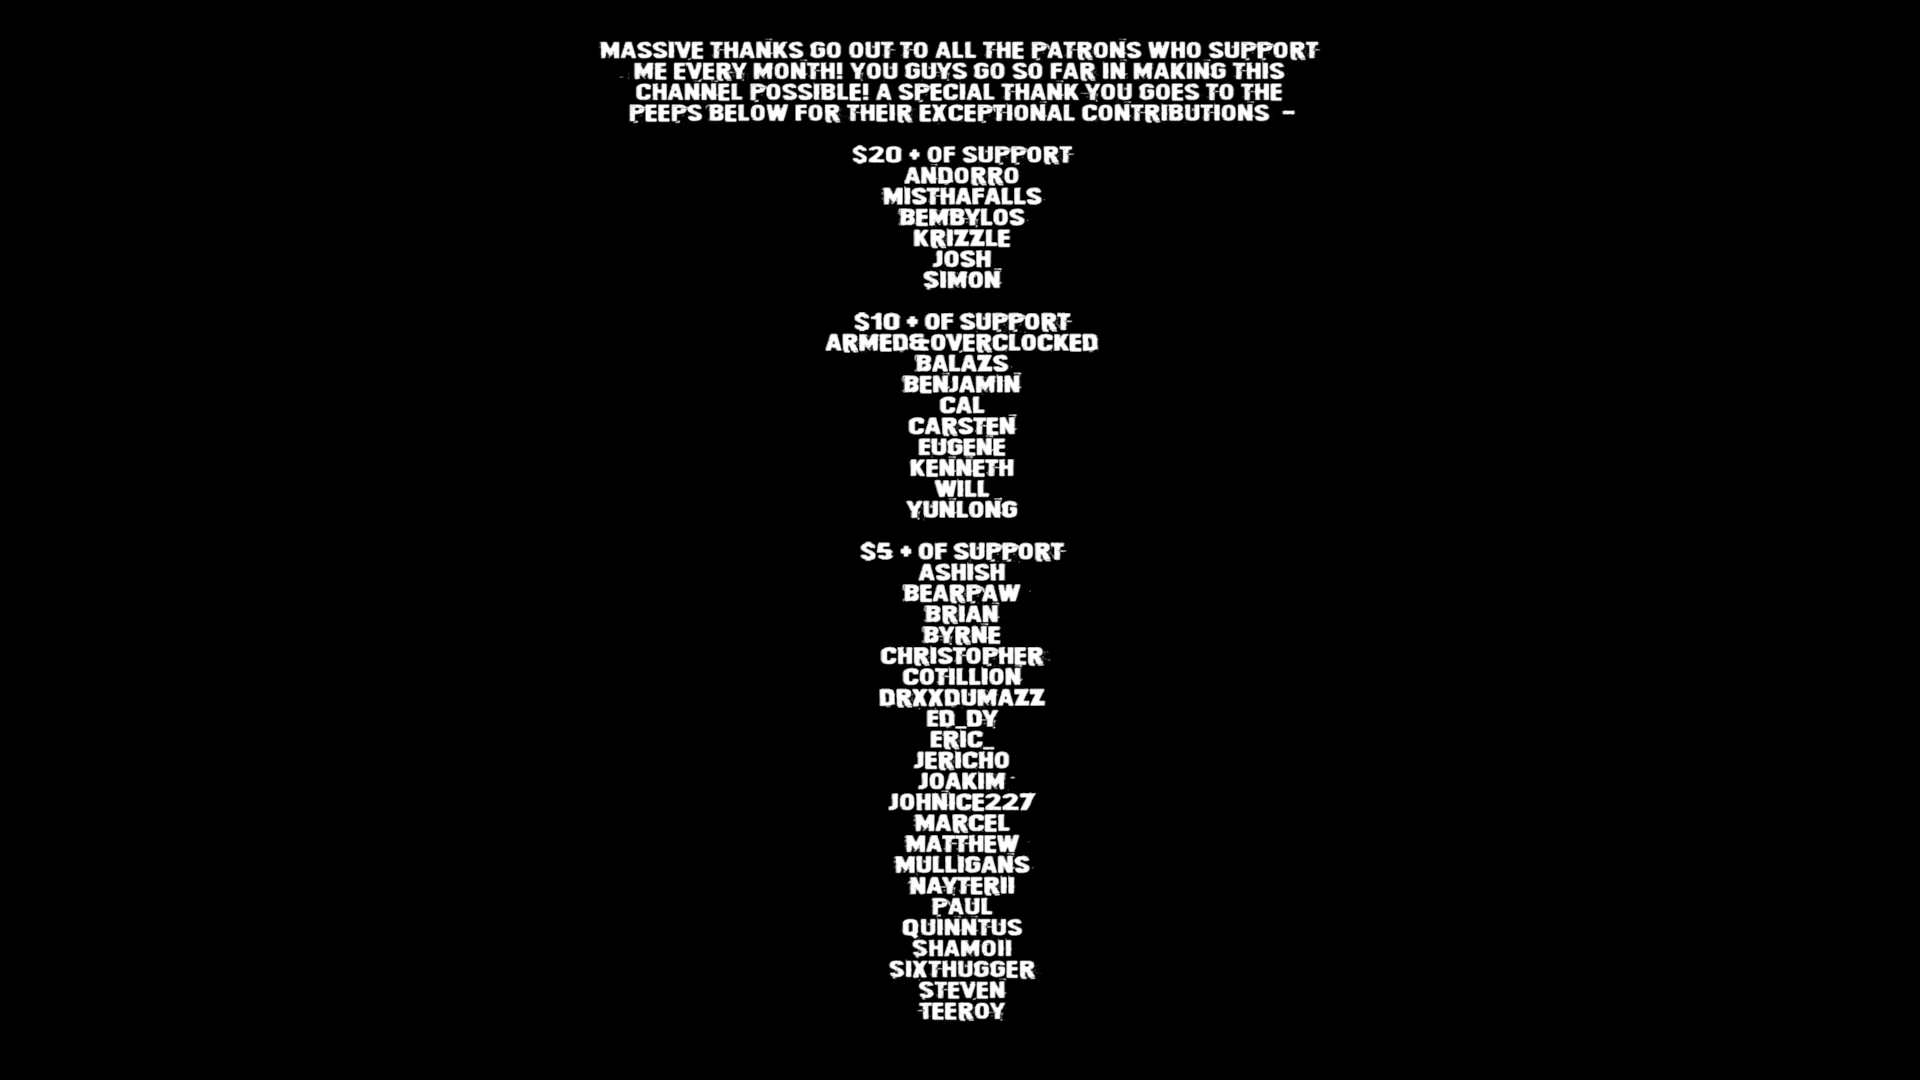 MASSIVE THANKS GO OUT TO ALL THE PATRONS WHO SUPPORT
ME EVERY MONTH! YOU GUYS GO SO FAR IN MAKING THIS
CHANNEL POSSIBLE! A SPECIAL THANK YOU GOES TO THE
PEEPS BELOW FOR THEIR EXCEPTIONAL CONTRIBUTIONS -
$20 + OF SUPPORT
ANDORRO
MISTHAFALLS
BEMBYLOS
KRIZZLE
JOSH
SIMON
$10 + OF SUPPORT
ARMED&OVERCLOCKED
BALAZS
BENJAMIN
CAL
CARSTEN
EUGENE
KENNETH
WILL
YUNLONG
$5 + OF SUPPORT
ASHISH
BEARPAW
BRIAN
BYRNE
CHRISTOPHER
COTILLION
DRXXDUMAZZ
ED_DY
ERIC_
JERICHO
JOAKIM
JOHNICE227
MARCEL
MATTHEW
MULLIGANS
NAYTERII
PAUL
QUINNTUS
SHAMOII
SIXTHUGGER
STEVEN
TEEROY